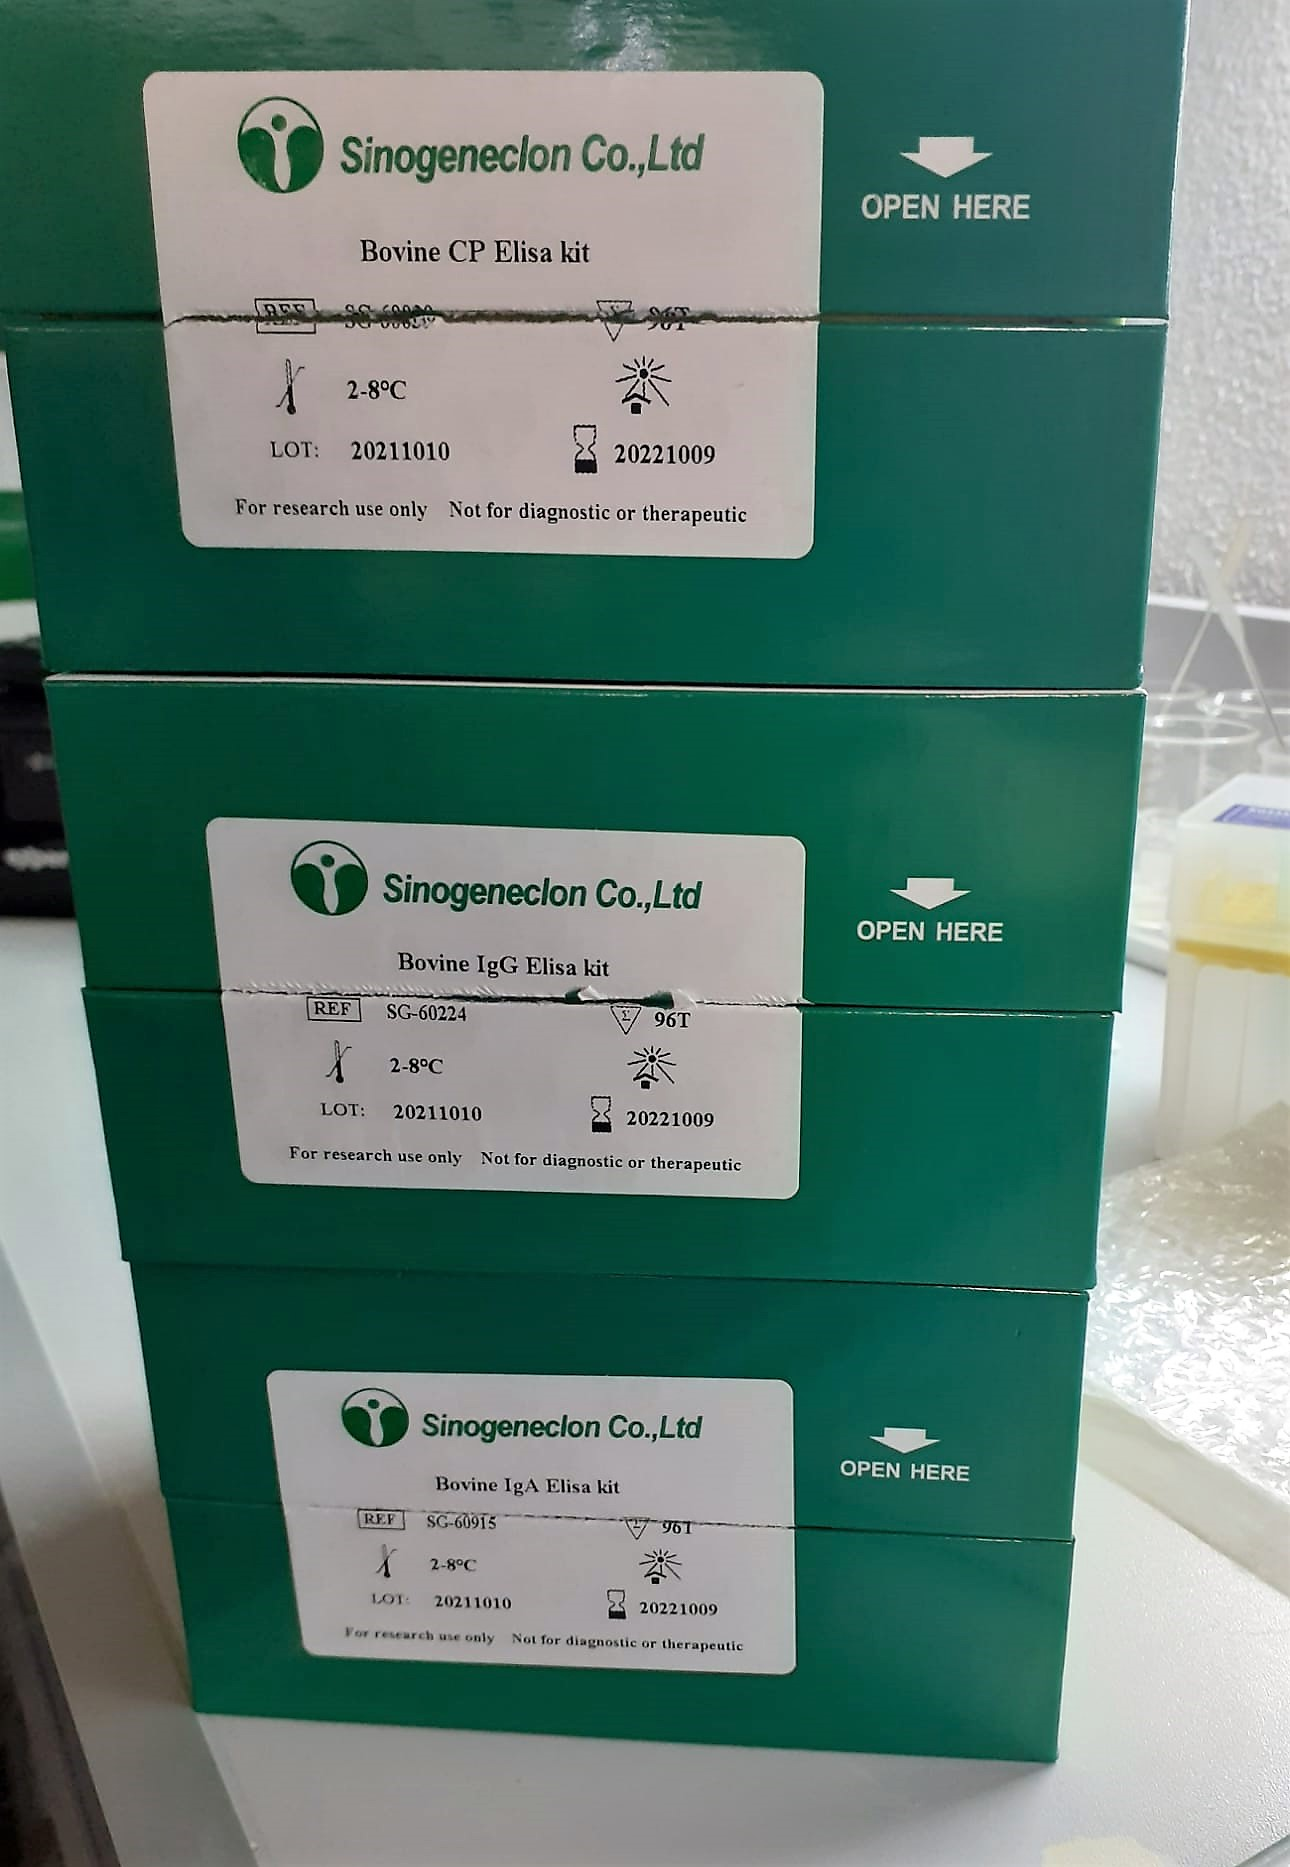 Sinogeneclon Co.,Ltd
OPEN HERE
Bovine CP Elisa kit
REF 96T
2-8°C
LOT: 20211010 20221009
For research use only Not for diagnostic or therapeutic
Sinogeneclon Co.,Ltd
OPEN HERE
Bovine IgG Elisa kit
REF SG-60224 Σ 96T
2-8°C
LOT: 20211010 20221009
For research use only Not for diagnostic or therapeutic
Sinogeneclon Co.,Ltd
OPEN HERE
Bovine IgA Elisa kit
REF SG-60915 Σ 96T
2-8°C
LOT: 20211010 20221009
For research use only Not for diagnostic or therapeutic